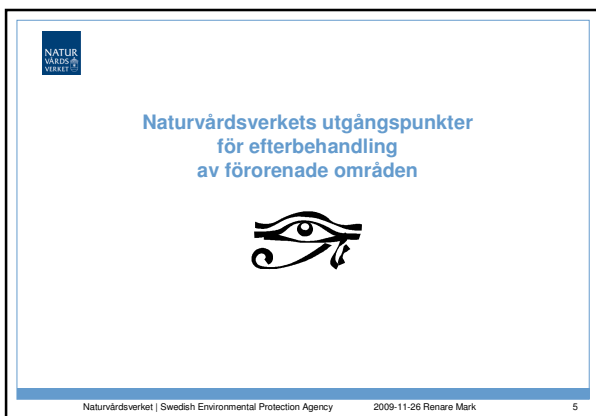 NATUR
VÅRDS
VERKET
Naturvårdsverkets utgångspunkter
för efterbehandling
av förorenade områden
Naturvårdsverket | Swedish Environmental Protection Agency 2009-11-26 Renare Mark 5